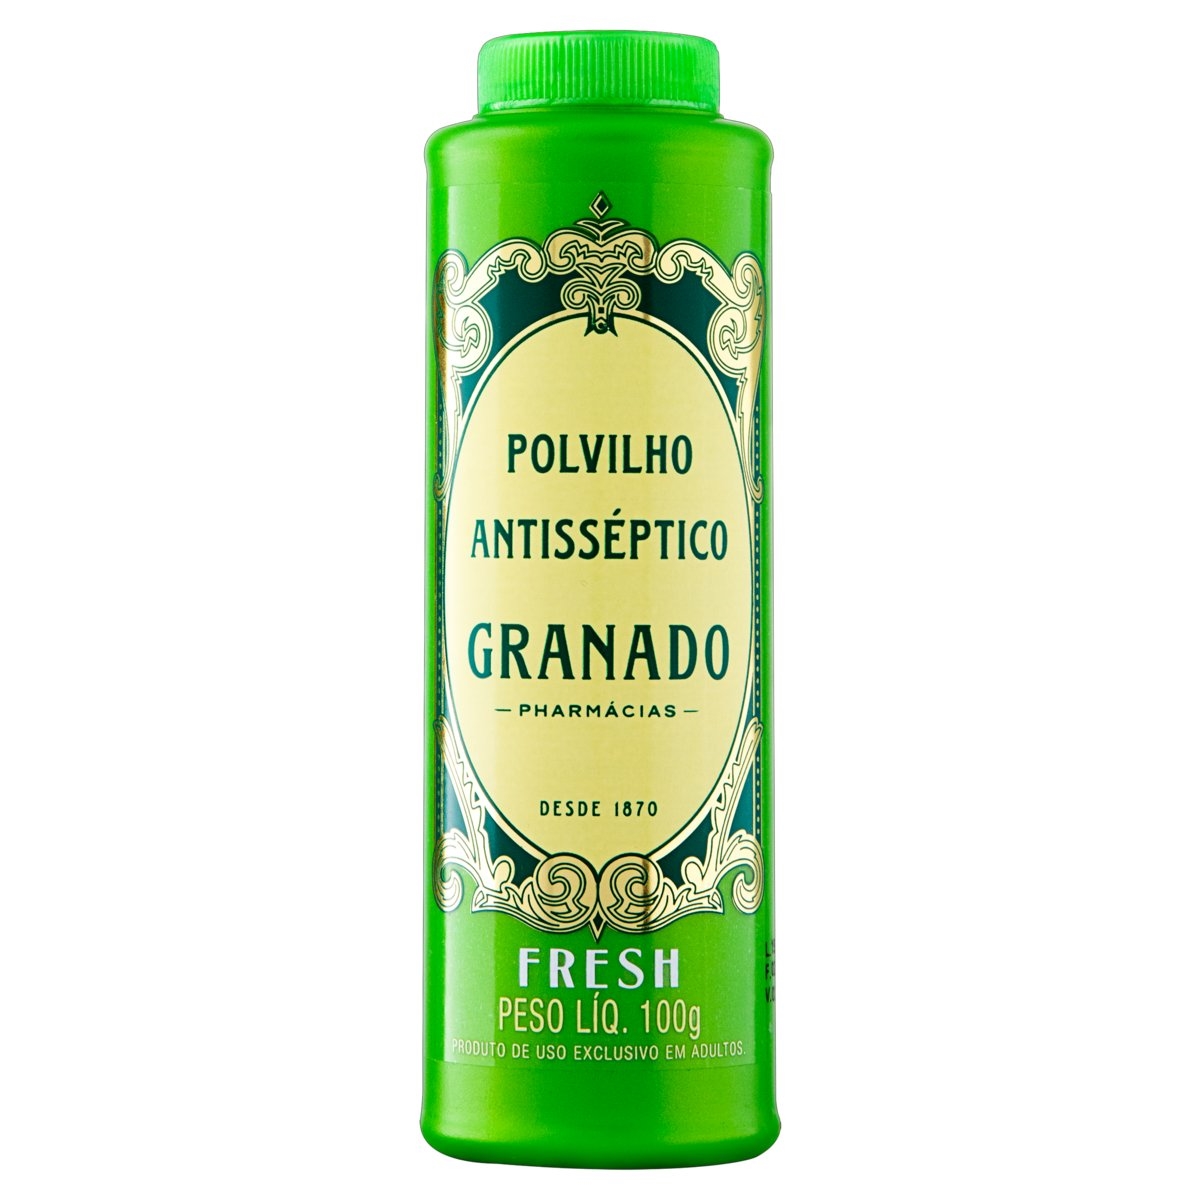 POLVILHO
ANTISSÉPTICO
GRANADO
PHARMÁCIAS
DESDE 1870
FRESH
PESO LÍQ. 100g
PRODUTO DE USO EXCLUSIVO EM ADULTOS.